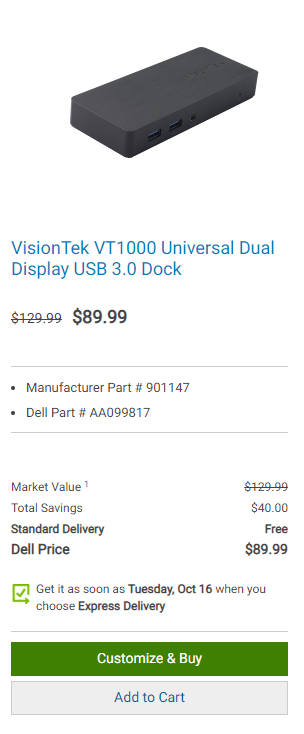 VisionTek VT1000 Universal Dual
Display USB 3.0 Dock
$129.99 $89.99
Manufacturer Part # 901147
Dell Part # AA099817
Market Value 1 $129.99
Total Savings $40.00
Standard Delivery Free
Dell Price $89.99
Get it as soon as Tuesday, Oct 16 when you
choose Express Delivery
Customize & Buy
Add to Cart